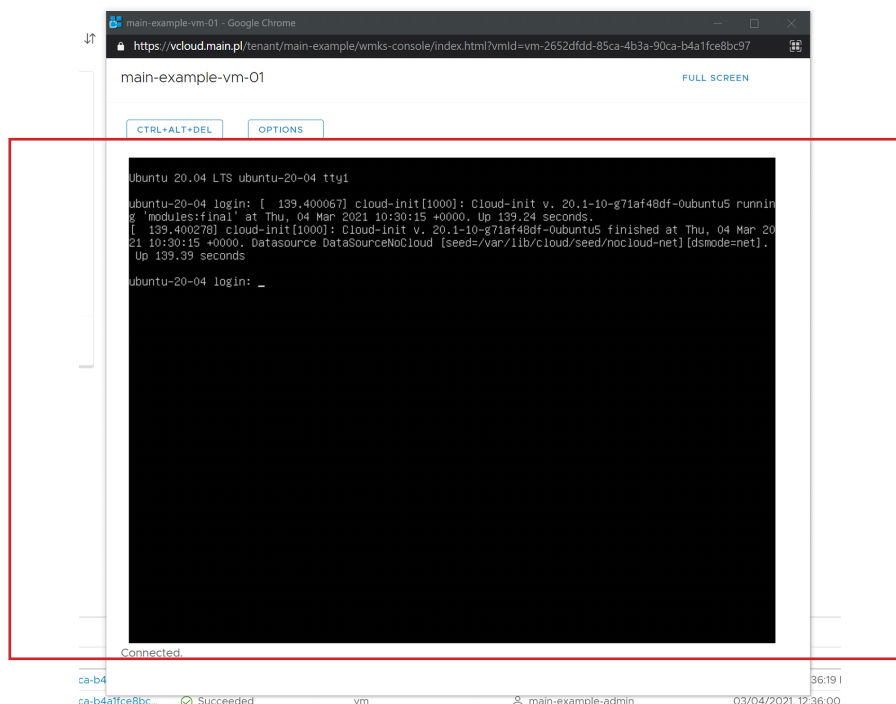 main-example-vm-01 - Google Chrome
https://vcloud.main.pl/tenant/main-example/wmks-console/index.html?vmId=vm-2652dfdd-85ca-4b3a-90ca-b4a1fce8bc97
main-example-vm-01
FULL SCREEN
CTRL+ALT+DEL OPTIONS
Ubuntu 20.04 LTS ubuntu-20-04 tty1
ubuntu-20-04 login: [  139.400067] cloud-init[1000]: Cloud-init v. 20.1-10-g71af48df-0ubuntu5 runnin
g 'modules:final' at Thu, 04 Mar 2021 10:30:15 +0000. Up 139.24 seconds.
[  139.400278] cloud-init[1000]: Cloud-init v. 20.1-10-g71af48df-0ubuntu5 finished at Thu, 04 Mar 20
21 10:30:15 +0000. Datasource DataSourceNoCloud [seed=/var/lib/cloud/seed/nocloud-net][dsmode=net].
Up 139.39 seconds
ubuntu-20-04 login: _
Connected.
ca-b4 36:19
ca-b4a1fce8bc... Succeeded vm main-example-admin 03/04/2021, 12:36:00